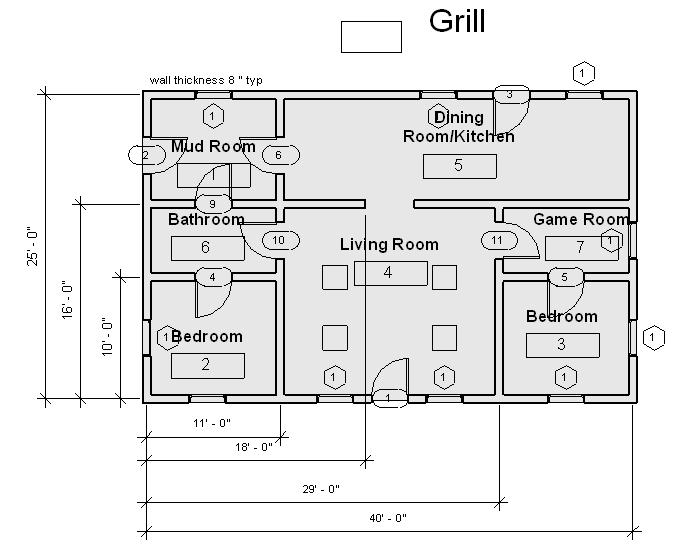 Grill
wall thickness 8 " typ
1
3
1
1
1
Dining
Room/Kitchen
5
2
Mud Room
1
6
9
Bathroom
6
10
Living Room
4
11
Game Room
1
7
4
5
1
Bedroom
2
Bedroom
3
1
1
1
1
1
25' - 0"
16' - 0"
10' - 0"
11' - 0"
18' - 0"
29' - 0"
40' - 0"